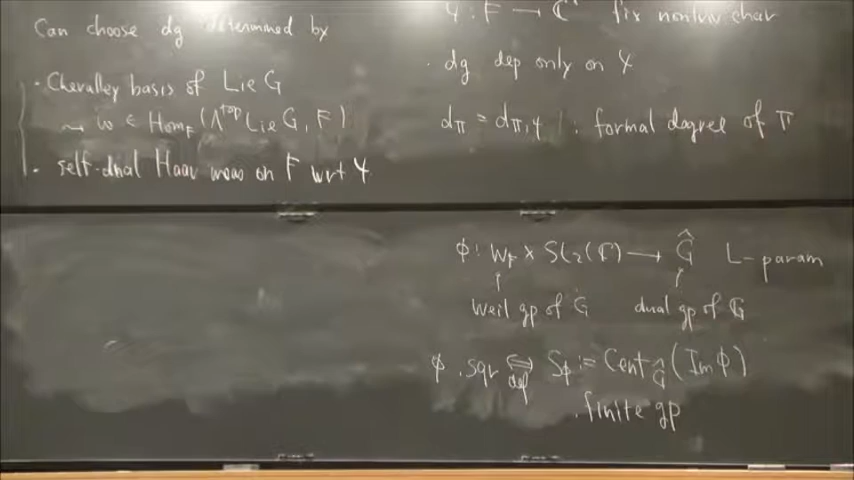 Can choose dg determined by
· Chevalley basis of Lie G
~> ω ∈ Hom_F (Λ^top Lie G, F)
· self-dual Haar meas on F wrt ψ
ψ : F → ℂ^× fix nontriv char
· dg dep only on ψ
d_π = d_π,ψ : formal degree of π
φ : W_F × SL₂(ℂ) → Ĝ L-param
Weil gp of G dual gp of G
φ : sqr ⇔def S_φ := Cent_Ĝ (Im φ)
finite gp